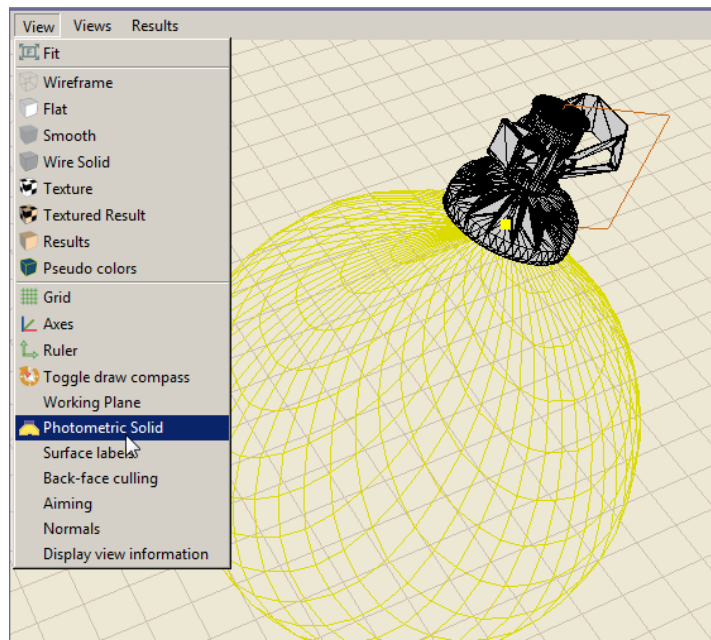 View Views Results
Fit
Wireframe
Flat
Smooth
Wire Solid
Texture
Textured Result
Results
Pseudo colors
Grid
Axes
Ruler
Toggle draw compass
Working Plane
Photometric Solid
Surface labels
Back-face culling
Aiming
Normals
Display view information